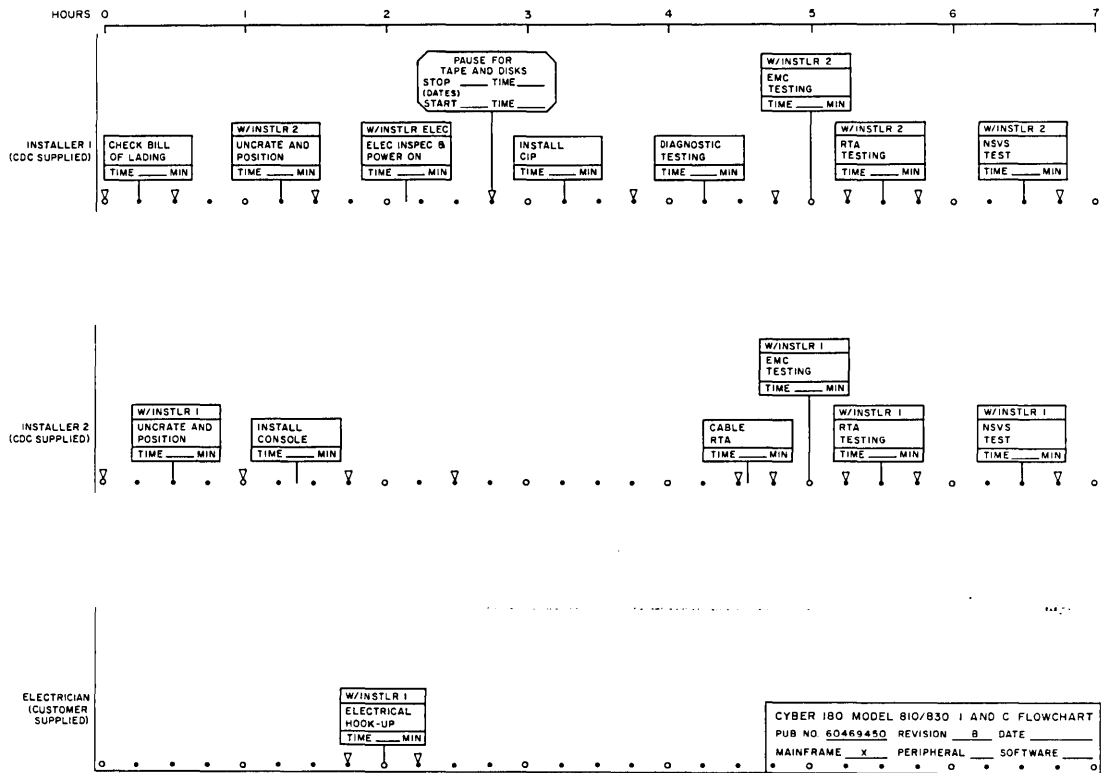 HOURS 0 1 2 3 4 5 6 7
PAUSE FOR
TAPE AND DISKS
STOP ____ TIME ____
(DATES)
START ____ TIME ____
W/INSTLR 2
EMC
TESTING
TIME ____ MIN
INSTALLER 1
(CDC SUPPLIED)
CHECK BILL
OF LADING
TIME ____ MIN
W/INSTLR 2
UNCRATE AND
POSITION
TIME ____ MIN
W/INSTLR ELEC
ELEC INSPEC &
POWER ON
TIME ____ MIN
INSTALL
CIP
TIME ____ MIN
DIAGNOSTIC
TESTING
TIME ____ MIN
W/INSTLR 2
RTA
TESTING
TIME ____ MIN
W/INSTLR 2
NSVS
TEST
TIME ____ MIN
W/INSTLR 1
EMC
TESTING
TIME ____ MIN
INSTALLER 2
(CDC SUPPLIED)
W/INSTLR 1
UNCRATE AND
POSITION
TIME ____ MIN
INSTALL
CONSOLE
TIME ____ MIN
CABLE
RTA
TIME ____ MIN
W/INSTLR 1
RTA
TESTING
TIME ____ MIN
W/INSTLR 1
NSVS
TEST
TIME ____ MIN
ELECTRICIAN
(CUSTOMER
SUPPLIED)
W/INSTLR 1
ELECTRICAL
HOOK-UP
TIME ____ MIN
CYBER 180 MODEL 810/830 I AND C FLOWCHART
PUB NO. 60469450 REVISION B DATE ____
MAINFRAME X PERIPHERAL ____ SOFTWARE ____